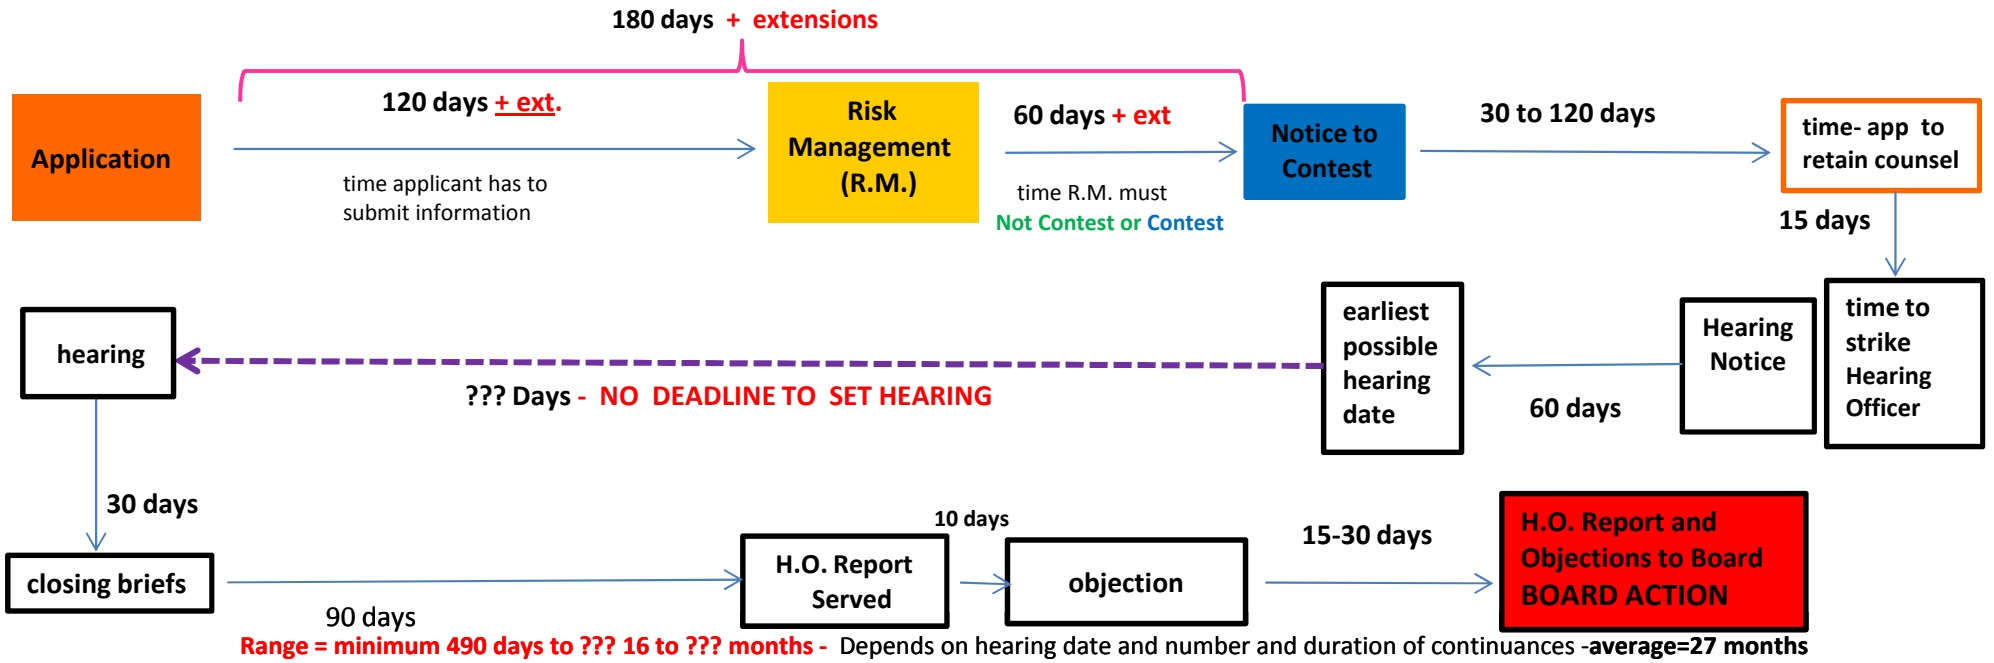 180 days + extensions
Application
120 days + ext.
time applicant has to
submit information
Risk
Management
(R.M.)
60 days + ext
time R.M. must
Not Contest or Contest
Notice to
Contest
30 to 120 days
time- app to
retain counsel
15 days
time to
strike
Hearing
Officer
Hearing
Notice
60 days
earliest
possible
hearing
date
??? Days - NO DEADLINE TO SET HEARING
hearing
30 days
closing briefs
90 days
H.O. Report
Served
10 days
objection
15-30 days
H.O. Report and
Objections to Board
BOARD ACTION
Range = minimum 490 days to ??? 16 to ??? months - Depends on hearing date and number and duration of continuances -average=27 months